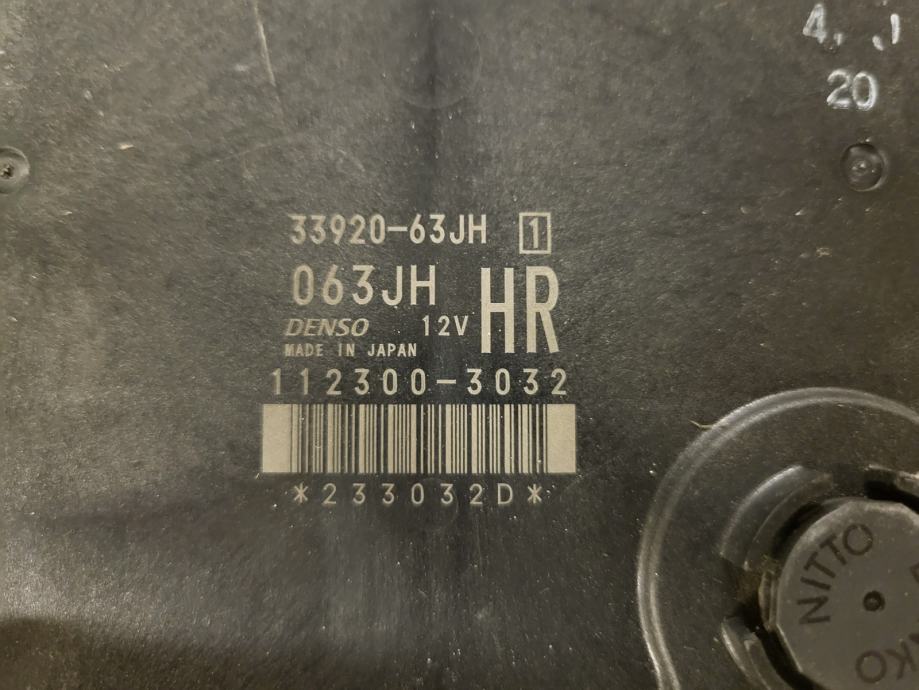 20
33920-63JH 1
063JH HR
DENSO 12V
MADE IN JAPAN
112300-3032
*233032D*
NITTO